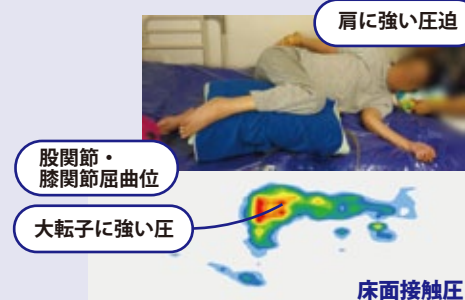 肩に強い圧迫
股関節・
膝関節屈曲位
大転子に強い圧
床面接触圧